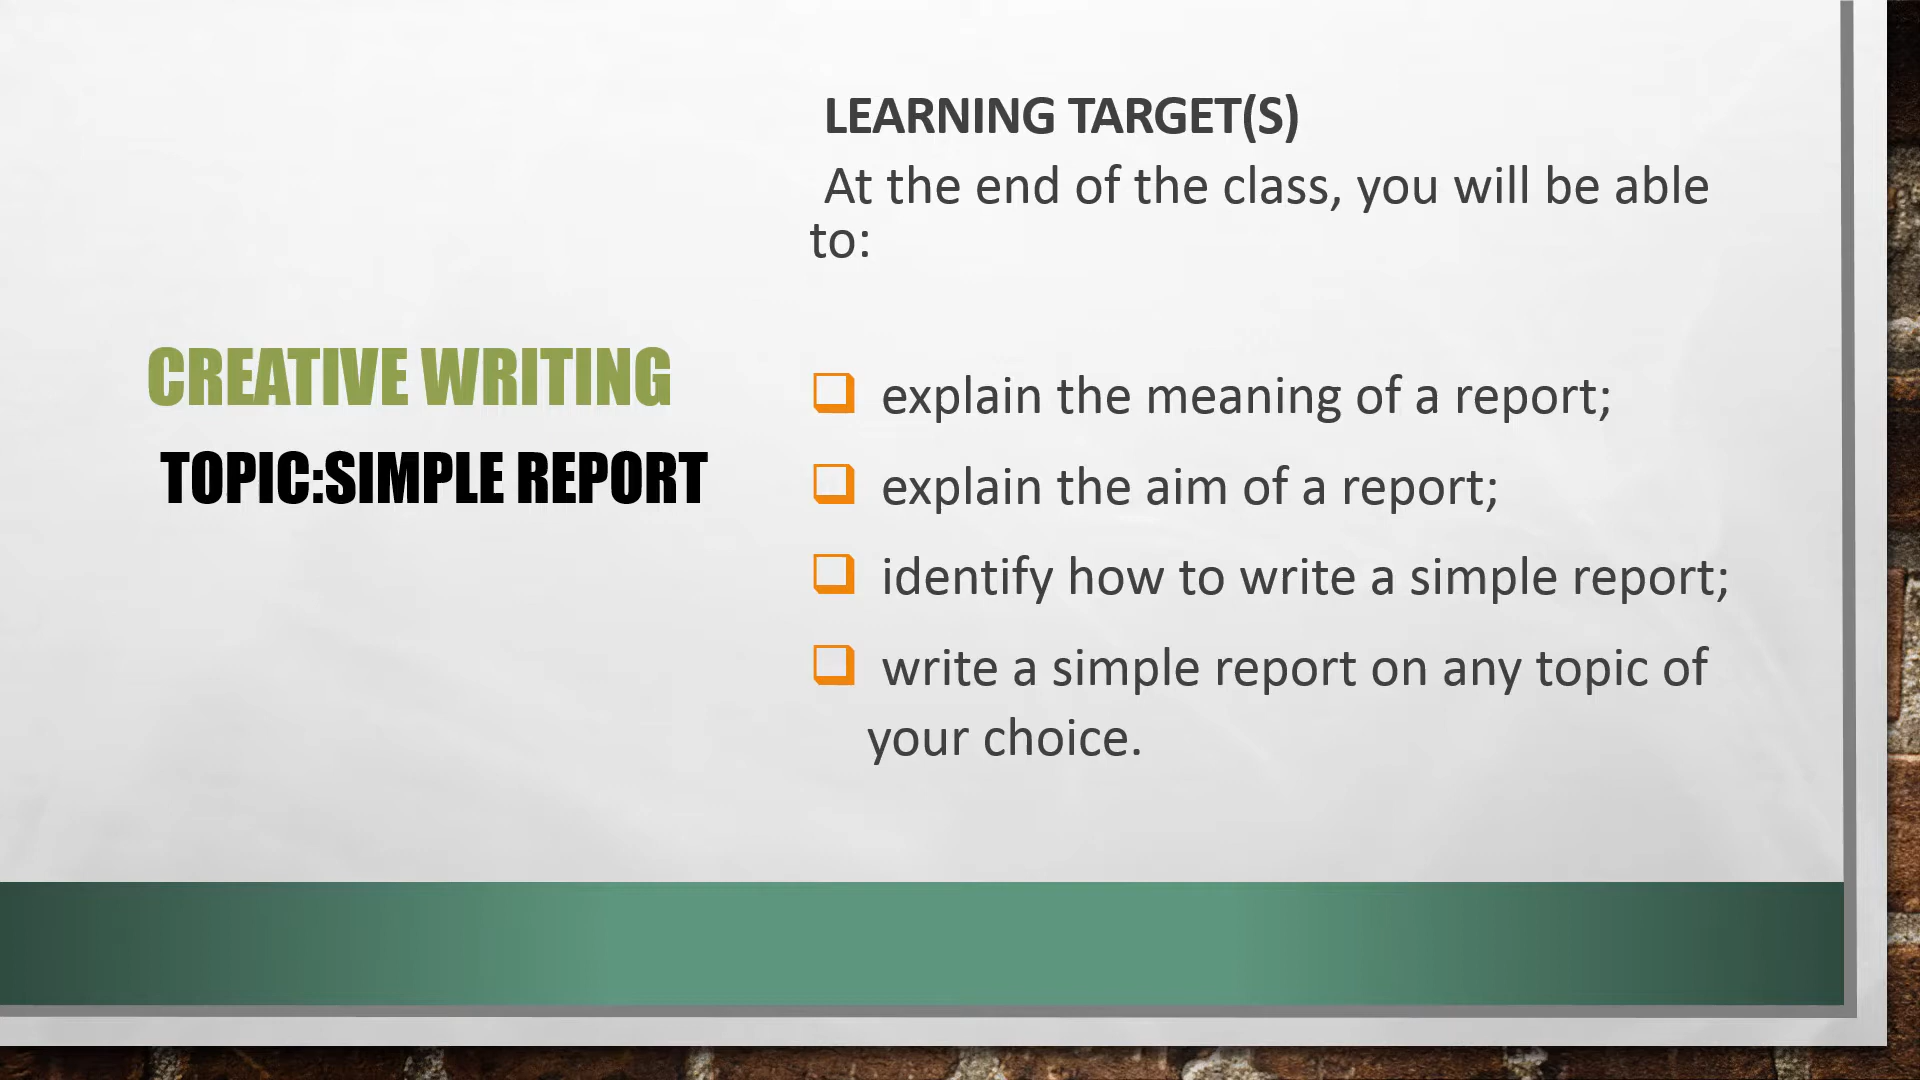 CREATIVE WRITING
TOPIC:SIMPLE REPORT
LEARNING TARGET(S)
At the end of the class, you will be able
to:
explain the meaning of a report;
explain the aim of a report;
identify how to write a simple report;
write a simple report on any topic of
your choice.